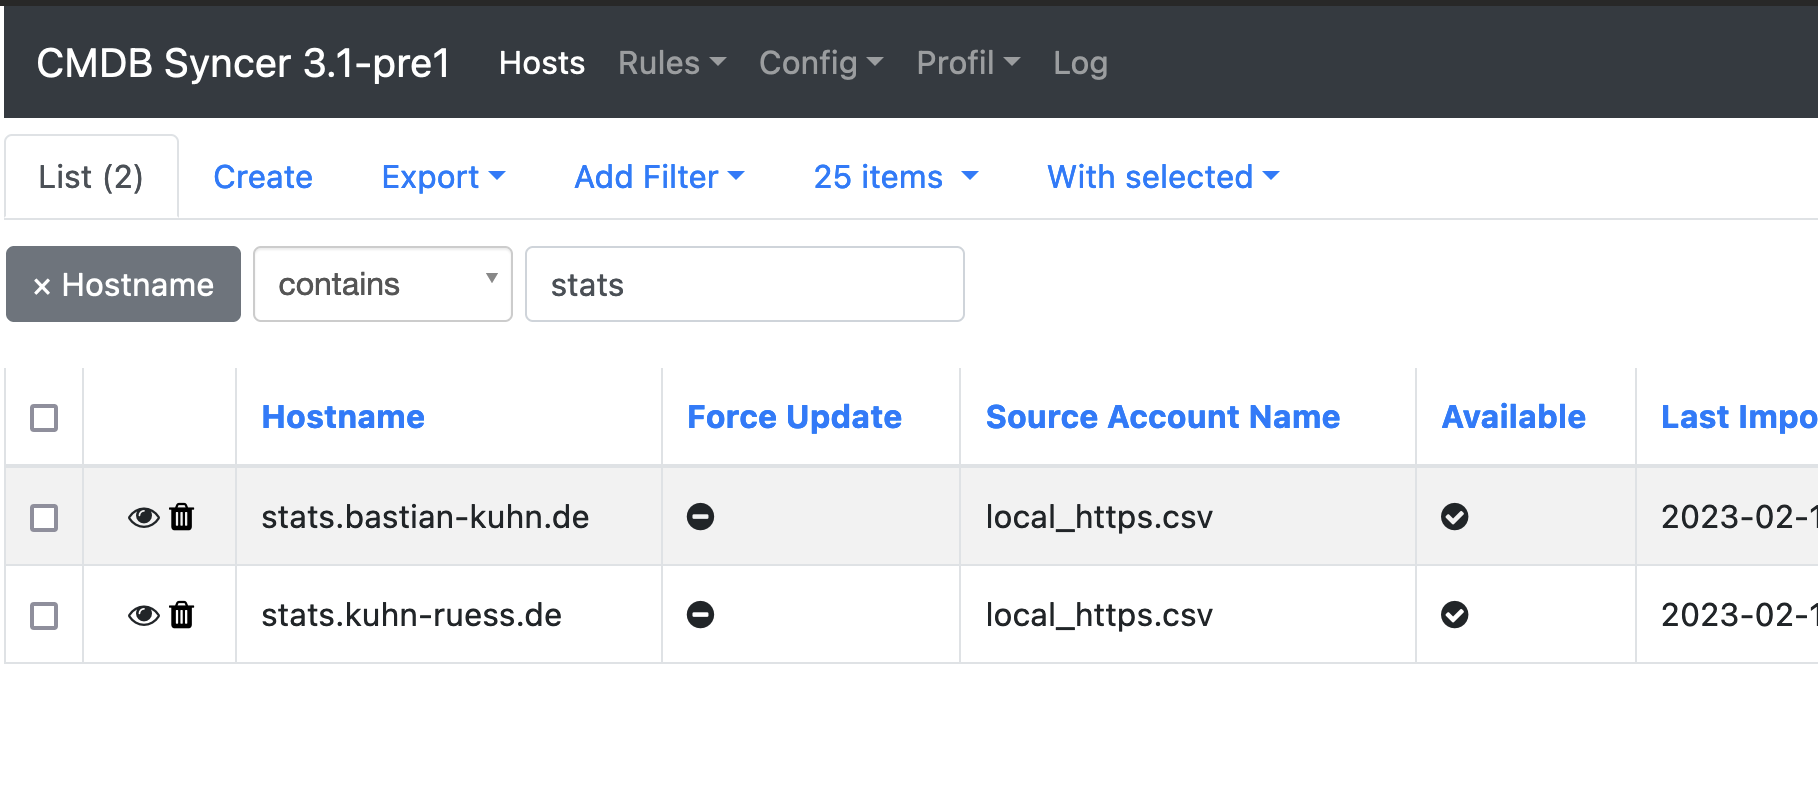 CMDB Syncer 3.1-pre1 Hosts Rules Config Profil Log
List (2) Create Export Add Filter 25 items With selected
× Hostname contains stats
Hostname Force Update Source Account Name Available Last Impo
stats.bastian-kuhn.de local_https.csv 2023-02-1
stats.kuhn-ruess.de local_https.csv 2023-02-1